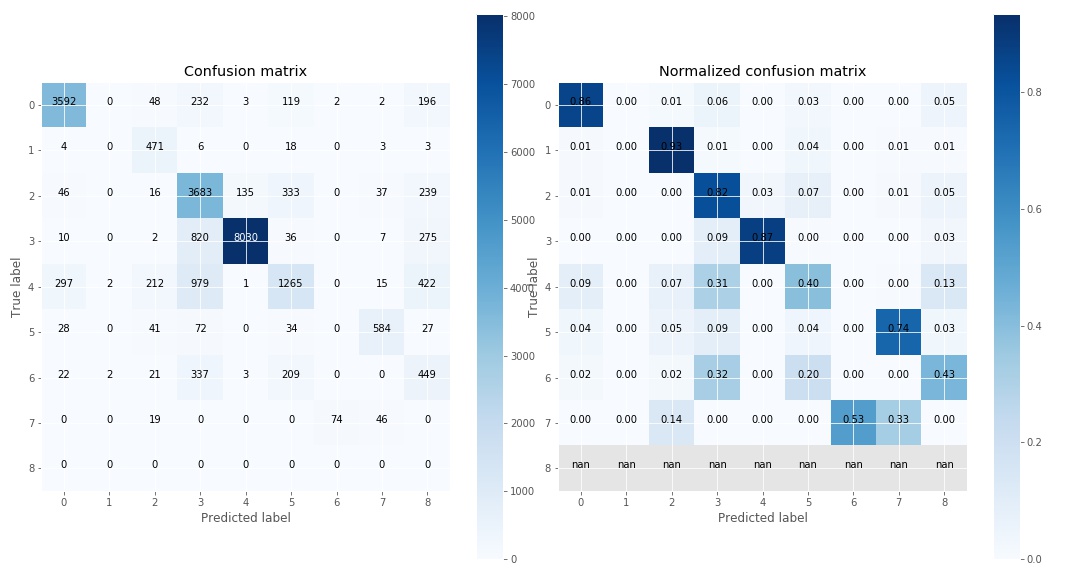 Confusion matrix
True label
0 3592 0 48 232 3 119 2 2 196
1 4 0 471 6 0 18 0 3 3
2 46 0 16 3683 135 333 0 37 239
3 10 0 2 820 8030 36 0 7 275
4 297 2 212 979 1 1265 0 15 422
5 28 0 41 72 0 34 0 584 27
6 22 2 21 337 3 209 0 0 449
7 0 0 19 0 0 0 74 46 0
8 0 0 0 0 0 0 0 0 0
0 1 2 3 4 5 6 7 8
Predicted label
8000
7000
6000
5000
4000
3000
2000
1000
0
Normalized confusion matrix
True label
0 0.86 0.00 0.01 0.06 0.00 0.03 0.00 0.00 0.05
1 0.01 0.00 0.93 0.01 0.00 0.04 0.00 0.01 0.01
2 0.01 0.00 0.00 0.82 0.03 0.07 0.00 0.01 0.05
3 0.00 0.00 0.00 0.09 0.87 0.00 0.00 0.00 0.03
4 0.09 0.00 0.07 0.31 0.00 0.40 0.00 0.00 0.13
5 0.04 0.00 0.05 0.09 0.00 0.04 0.00 0.74 0.03
6 0.02 0.00 0.02 0.32 0.00 0.20 0.00 0.00 0.43
7 0.00 0.00 0.14 0.00 0.00 0.00 0.53 0.33 0.00
8 nan nan nan nan nan nan nan nan nan
0 1 2 3 4 5 6 7 8
Predicted label
0.8
0.6
0.4
0.2
0.0